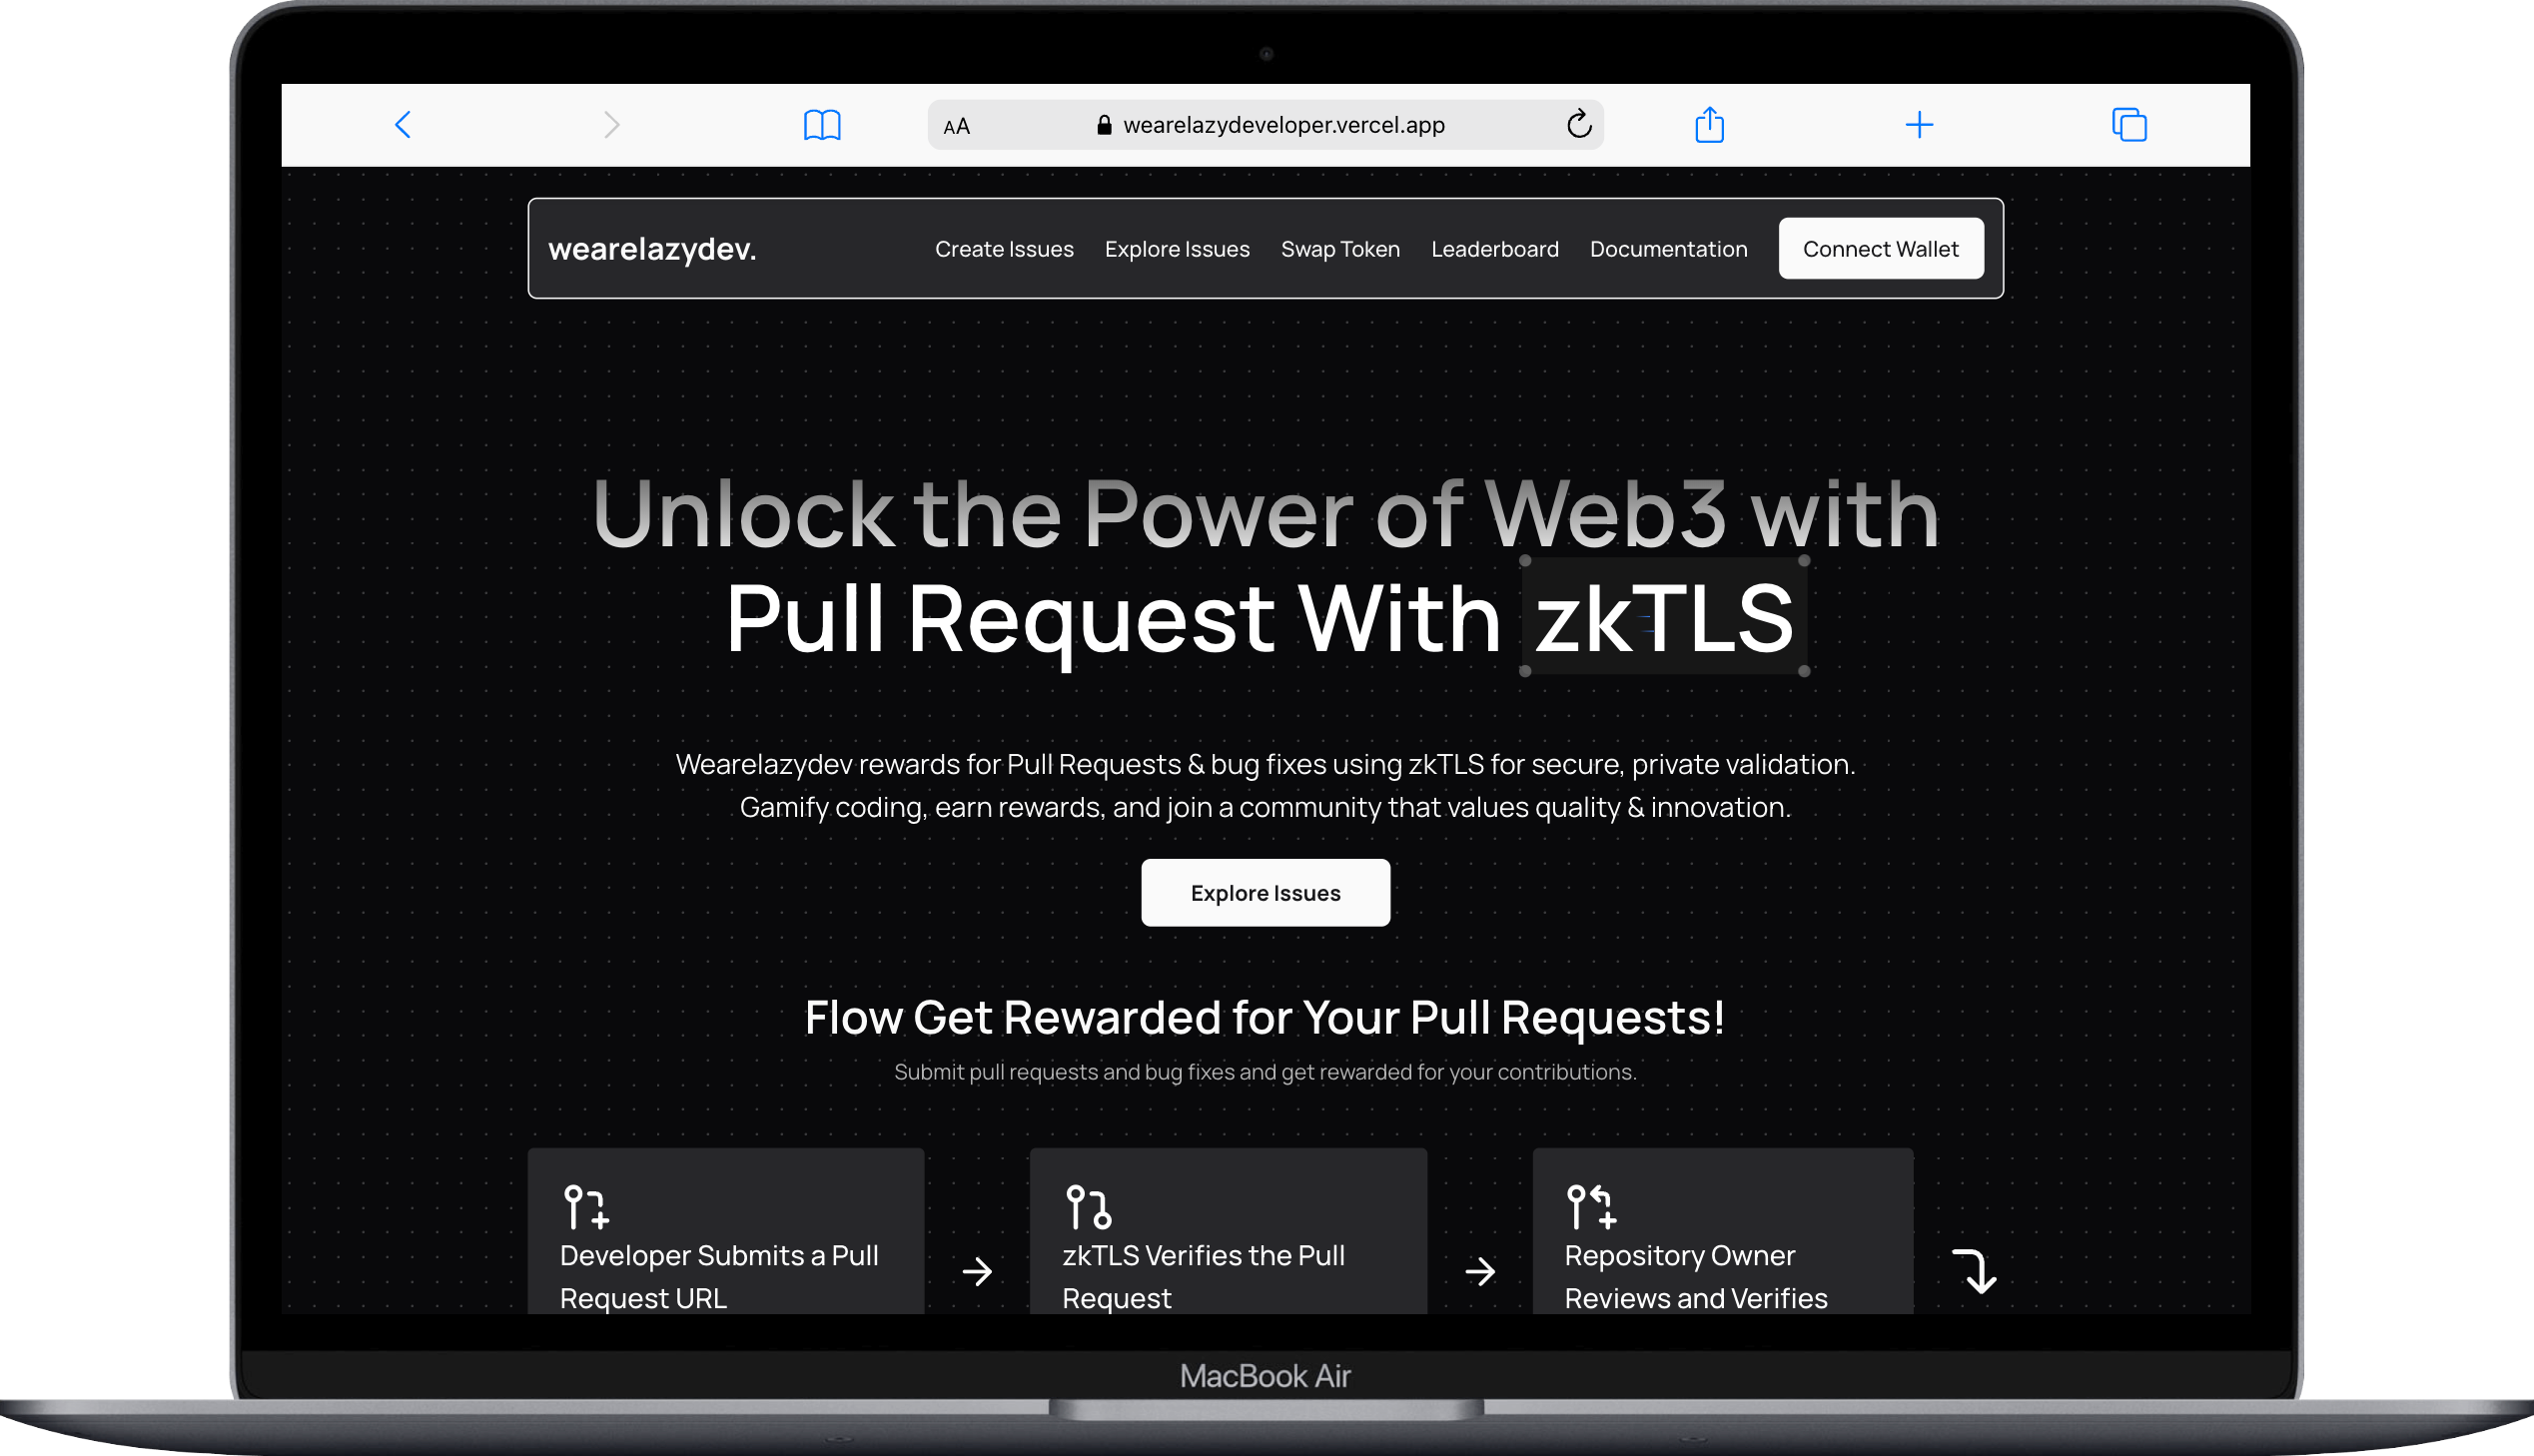 AA wearelazydeveloper.vercel.app
wearelazydev. Create Issues Explore Issues Swap Token Leaderboard Documentation Connect Wallet
Unlock the Power of Web3 with
Pull Request With zkTLS
Wearelazydev rewards for Pull Requests & bug fixes using zkTLS for secure, private validation.
Gamify coding, earn rewards, and join a community that values quality & innovation.
Explore Issues
Flow Get Rewarded for Your Pull Requests!
Submit pull requests and bug fixes and get rewarded for your contributions.
Developer Submits a Pull
Request URL
zkTLS Verifies the Pull
Request
Repository Owner
Reviews and Verifies
MacBook Air